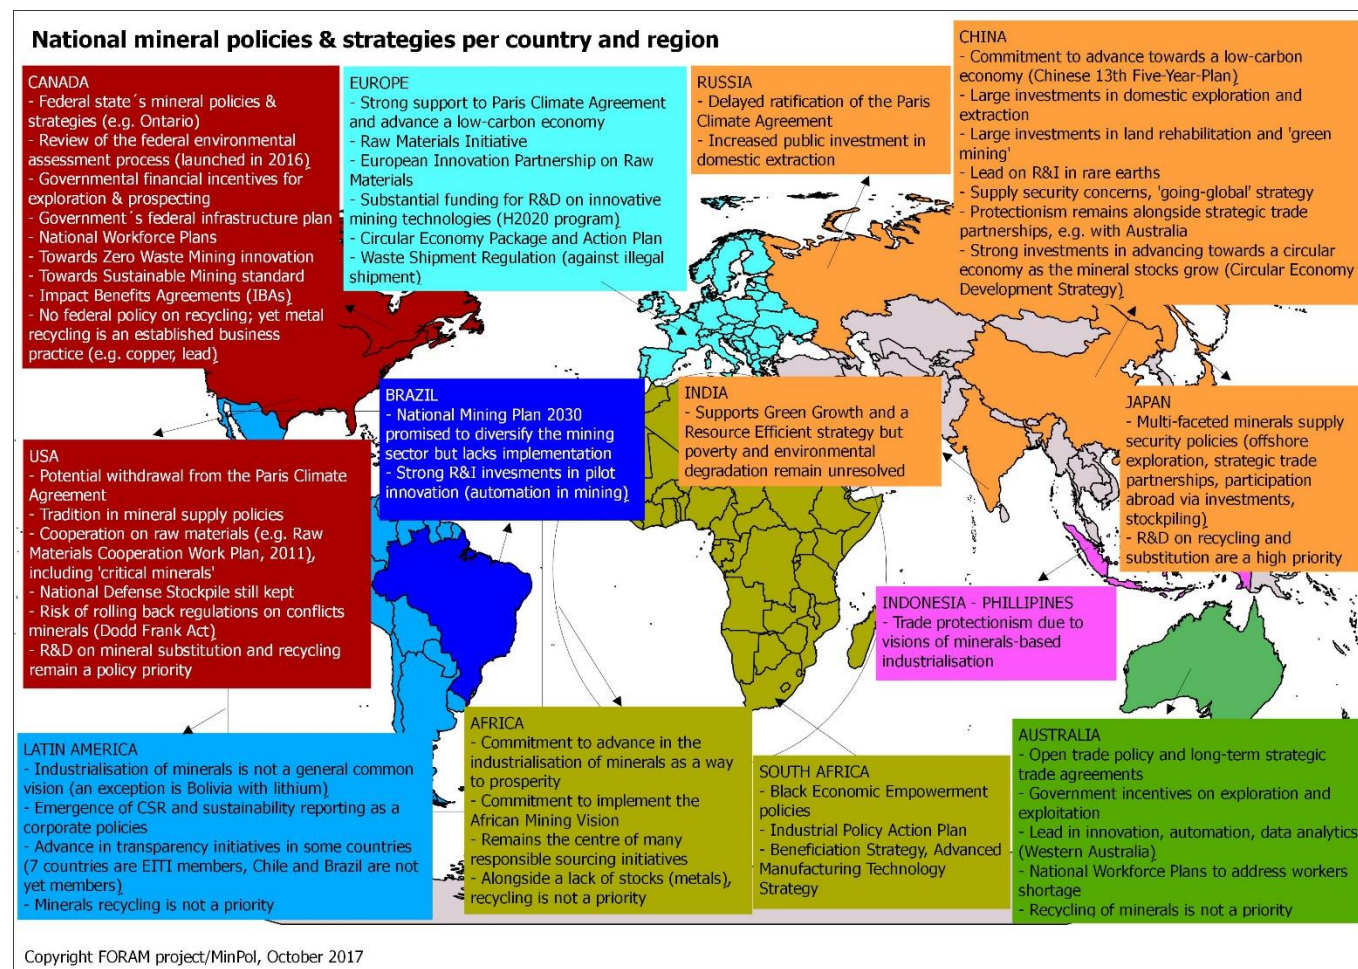 National mineral policies & strategies per country and region
CANADA
- Federal state´s mineral policies &
strategies (e.g. Ontario)
- Review of the federal environmental
assessment process (launched in 2016)
- Governmental financial incentives for
exploration & prospecting
- Government´s federal infrastructure plan
- National Workforce Plans
- Towards Zero Waste Mining innovation
- Towards Sustainable Mining standard
- Impact Benefits Agreements (IBAs)
- No federal policy on recycling; yet metal
recycling is an established business
practice (e.g. copper, lead)
EUROPE
- Strong support to Paris Climate Agreement
and advance a low-carbon economy
- Raw Materials Initiative
- European Innovation Partnership on Raw
Materials
- Substantial funding for R&D on innovative
mining technologies (H2020 program)
- Circular Economy Package and Action Plan
- Waste Shipment Regulation (against illegal
shipment)
RUSSIA
- Delayed ratification of the Paris
Climate Agreement
- Increased public investment in
domestic extraction
CHINA
- Commitment to advance towards a low-carbon
economy (Chinese 13th Five-Year-Plan)
- Large investments in domestic exploration and
extraction
- Large investments in land rehabilitation and 'green
mining'
- Lead on R&I in rare earths
- Supply security concerns, 'going-global' strategy
- Protectionism remains alongside strategic trade
partnerships, e.g. with Australia
- Strong investments in advancing towards a circular
economy as the mineral stocks grow (Circular Economy
Development Strategy)
USA
- Potential withdrawal from the Paris Climate
Agreement
- Tradition in mineral supply policies
- Cooperation on raw materials (e.g. Raw
Materials Cooperation Work Plan, 2011),
including 'critical minerals'
- National Defense Stockpile still kept
- Risk of rolling back regulations on conflicts
minerals (Dodd Frank Act)
- R&D on mineral substitution and recycling
remain a policy priority
BRAZIL
- National Mining Plan 2030
promised to diversify the mining
sector but lacks implementation
- Strong R&I invesments in pilot
innovation (automation in mining)
INDIA
- Supports Green Growth and a
Resource Efficient strategy but
poverty and environmental
degradation remain unresolved
JAPAN
- Multi-faceted minerals supply
security policies (offshore
exploration, strategic trade
partnerships, participation
abroad via investments,
stockpiling)
- R&D on recycling and
substitution are a high priority
INDONESIA - PHILLIPINES
- Trade protectionism due to
visions of minerals-based
industrialisation
LATIN AMERICA
- Industrialisation of minerals is not a general common
vision (an exception is Bolivia with lithium)
- Emergence of CSR and sustainability reporting as a
corporate policies
- Advance in transparency initiatives in some countries
(7 countries are EITI members, Chile and Brazil are not
yet members)
- Minerals recycling is not a priority
AFRICA
- Commitment to advance in the
industrialisation of minerals as a way
to prosperity
- Commitment to implement the
African Mining Vision
- Remains the centre of many
responsible sourcing initiatives
- Alongside a lack of stocks (metals),
recycling is not a priority
SOUTH AFRICA
- Black Economic Empowerment
policies
- Industrial Policy Action Plan
- Beneficiation Strategy, Advanced
Manufacturing Technology
Strategy
AUSTRALIA
- Open trade policy and long-term strategic
trade agreements
- Government incentives on exploration and
exploitation
- Lead in innovation, automation, data analytics
(Western Australia)
- National Workforce Plans to address workers
shortage
- Recycling of minerals is not a priority
Copyright FORAM project/MinPol, October 2017